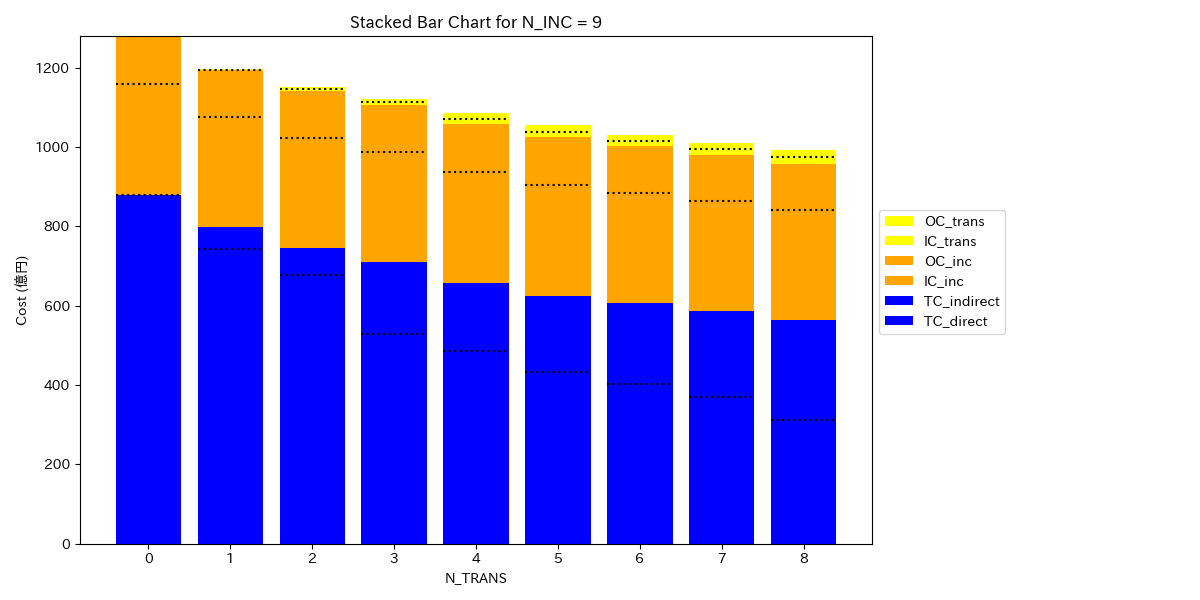 Stacked Bar Chart for N_INC = 9
Cost (億円)
1200
1000
800
600
400
200
0
0 1 2 3 4 5 6 7 8
N_TRANS
OC_trans
IC_trans
OC_inc
IC_inc
TC_indirect
TC_direct